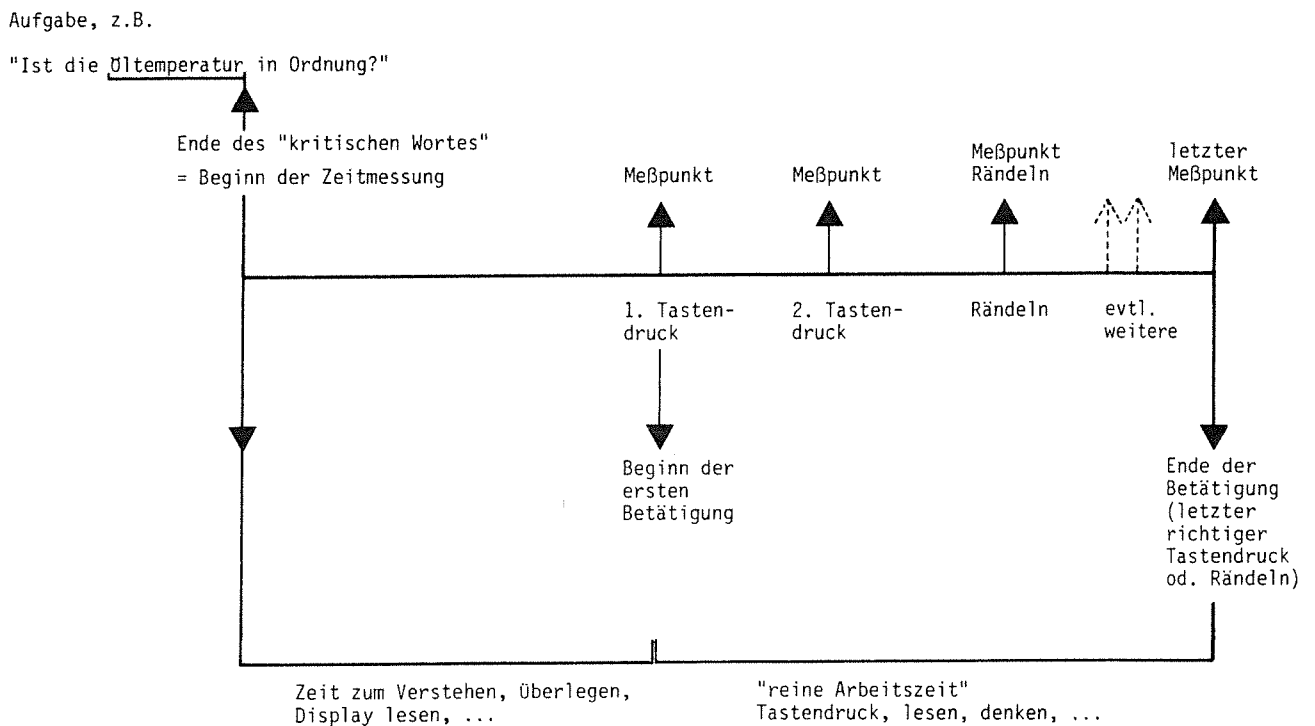 Aufgabe, z.B.
"Ist die Öltemperatur in Ordnung?"
Ende des "kritischen Wortes"
= Beginn der Zeitmessung
Meßpunkt
Meßpunkt
Meßpunkt
Rändeln
letzter
Meßpunkt
1. Tasten-
druck
2. Tasten-
druck
Rändeln
evtl.
weitere
Beginn der
ersten
Betätigung
Ende der
Betätigung
(letzter
richtiger
Tastendruck
od. Rändeln)
Zeit zum Verstehen, Überlegen,
Display lesen, ...
"reine Arbeitszeit"
Tastendruck, lesen, denken, ...